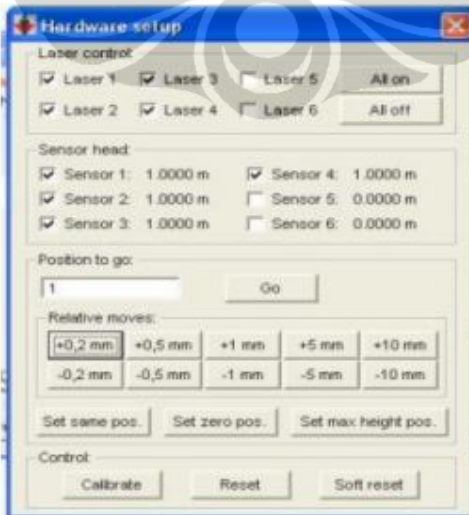 Hardware setup
Laser control:
Laser 1 Laser 3 Laser 5 All on
Laser 2 Laser 4 Laser 6 All off
Sensor head:
Sensor 1: 1.0000 m Sensor 4: 1.0000 m
Sensor 2: 1.0000 m Sensor 5: 0.0000 m
Sensor 3: 1.0000 m Sensor 6: 0.0000 m
Position to go:
1 Go
Relative moves:
+0,2 mm +0,5 mm +1 mm +5 mm +10 mm
-0,2 mm -0,5 mm -1 mm -5 mm -10 mm
Set same pos. Set zero pos. Set max height pos.
Control:
Calibrate Reset Soft reset